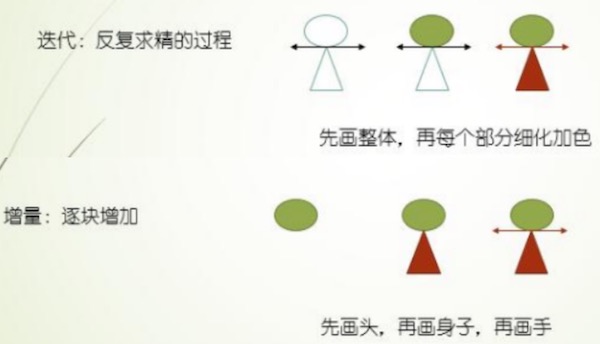 迭代：反复求精的过程
先画整体，再每个部分细化加色
增量：逐块增加
先画头，再画身子，再画手